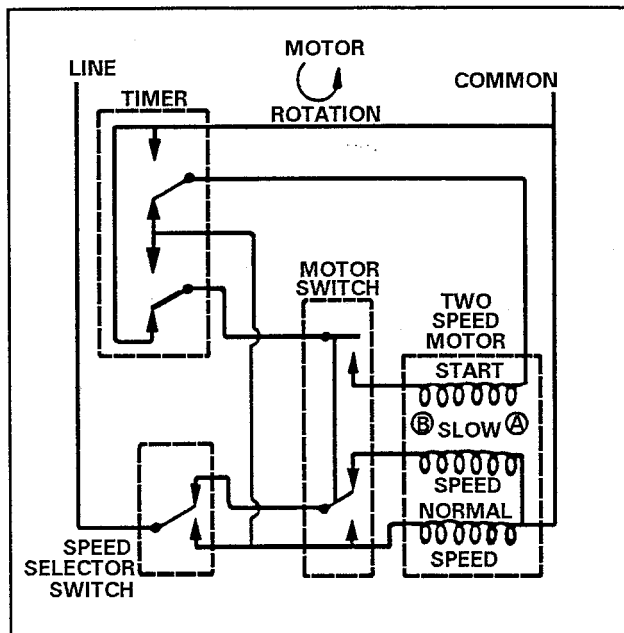 MOTOR
LINE
COMMON
TIMER
ROTATION
MOTOR
SWITCH
TWO
SPEED
MOTOR
START
B SLOW A
SPEED
NORMAL
SPEED
SPEED
SELECTOR
SWITCH